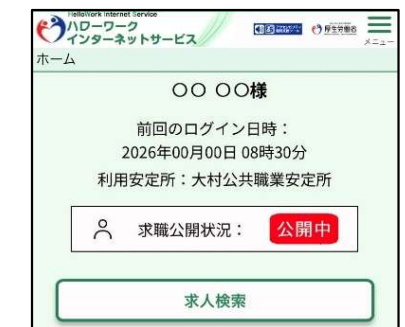 HelloWork Internet Service
ハローワーク
インターネットサービス
厚生労働省
メニュー
ホーム
〇〇 〇〇様
前回のログイン日時：
2026年00月00日 08時30分
利用安定所：大村公共職業安定所
求職公開状況： 公開中
求人検索